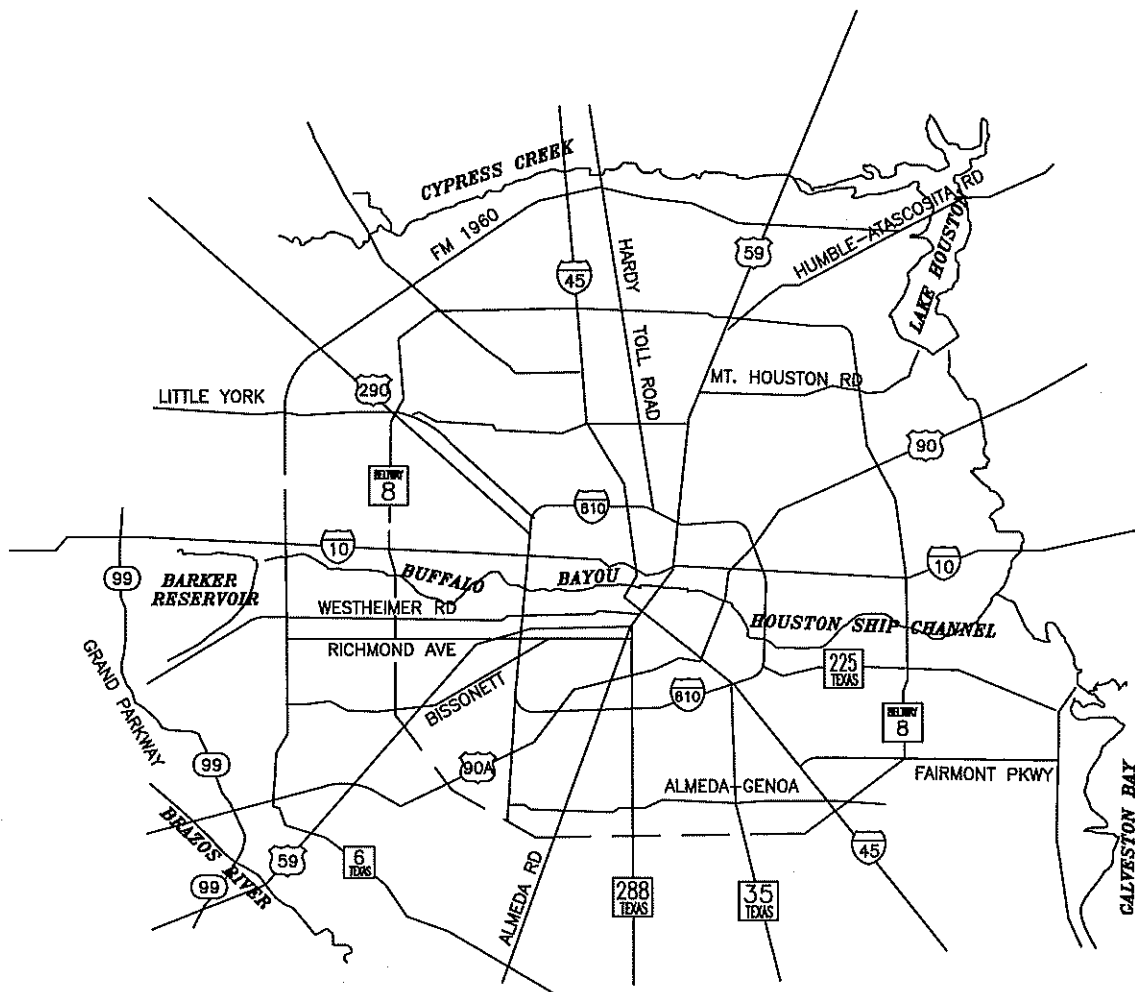 CYPRESS CREEK
FM 1960
HUMBLE-ATASCOSITA RD
59
45
HARDY
TOLL ROAD
LAKE HOUSTON
290
MT. HOUSTON RD
LITTLE YORK
90
BELTWAY
8
610
10
99
BARKER
RESERVOIR
BUFFALO
BAYOU
10
WESTHEIMER RD
HOUSTON SHIP CHANNEL
RICHMOND AVE
225
TEXAS
GRAND PARKWAY
BISSONETT
610
BELTWAY
8
99
90A
ALMEDA-GENOA
FAIRMONT PKWY
BRAZOS RIVER
59
6
TEXAS
45
99
ALMEDA RD
288
TEXAS
35
TEXAS
GALVESTON BAY